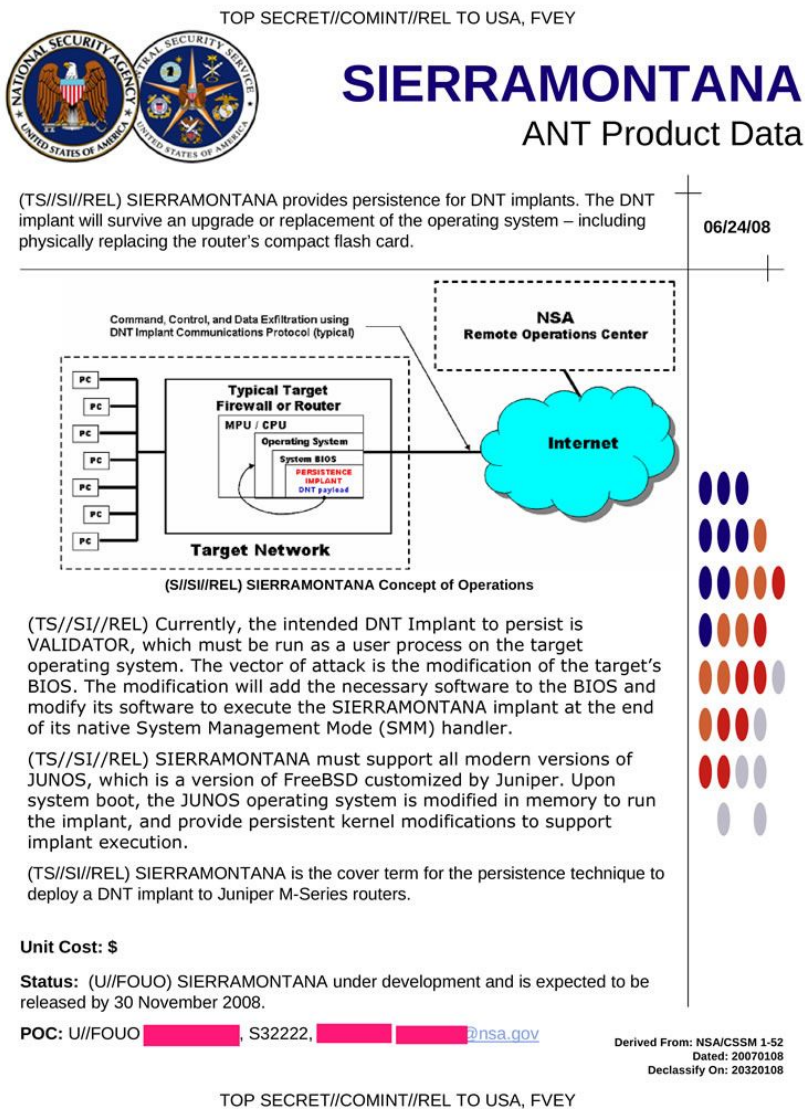 TOP SECRET//COMINT//REL TO USA, FVEY
NATIONAL SECURITY AGENCY
UNITED STATES OF AMERICA
CENTRAL SECURITY SERVICE
UNITED STATES OF AMERICA
SIERRAMONTANA
ANT Product Data
(TS//SI//REL) SIERRAMONTANA provides persistence for DNT implants. The DNT
implant will survive an upgrade or replacement of the operating system – including
physically replacing the router's compact flash card.
06/24/08
Command, Control, and Data Exfiltration using
DNT Implant Communications Protocol (typical)
NSA
Remote Operations Center
PC
PC
PC
PC
PC
PC
PC
Typical Target
Firewall or Router
MPU / CPU
Operating System
System BIOS
PERSISTENCE
IMPLANT
DNT payload
Internet
Target Network
(S//SI//REL) SIERRAMONTANA Concept of Operations
(TS//SI//REL) Currently, the intended DNT Implant to persist is
VALIDATOR, which must be run as a user process on the target
operating system. The vector of attack is the modification of the target's
BIOS. The modification will add the necessary software to the BIOS and
modify its software to execute the SIERRAMONTANA implant at the end
of its native System Management Mode (SMM) handler.
(TS//SI//REL) SIERRAMONTANA must support all modern versions of
JUNOS, which is a version of FreeBSD customized by Juniper. Upon
system boot, the JUNOS operating system is modified in memory to run
the implant, and provide persistent kernel modifications to support
implant execution.
(TS//SI//REL) SIERRAMONTANA is the cover term for the persistence technique to
deploy a DNT implant to Juniper M-Series routers.
Unit Cost: $
Status: (U//FOUO) SIERRAMONTANA under development and is expected to be
released by 30 November 2008.
POC: U//FOUO , S32222, @nsa.gov
Derived From: NSA/CSSM 1-52
Dated: 20070108
Declassify On: 20320108
TOP SECRET//COMINT//REL TO USA, FVEY